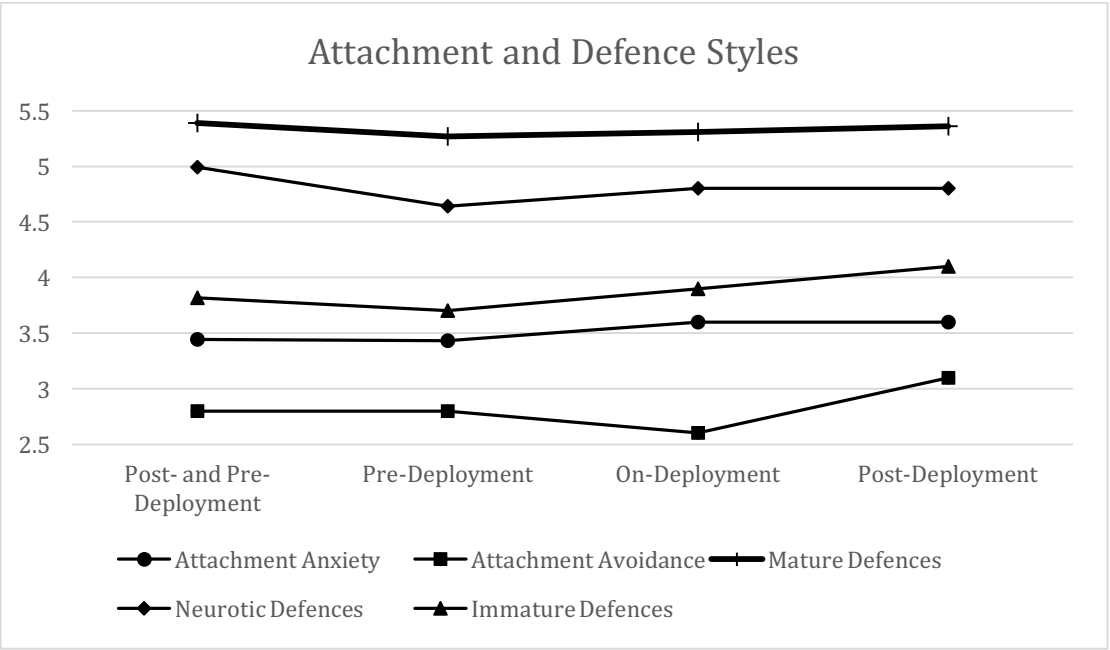 Attachment and Defence Styles
5.5
5
4.5
4
3.5
3
2.5
Post- and Pre-
Deployment
Pre-Deployment
On-Deployment
Post-Deployment
Attachment Anxiety
Attachment Avoidance
Mature Defences
Neurotic Defences
Immature Defences